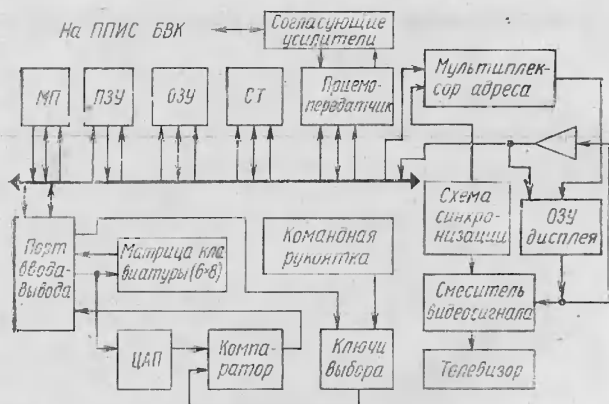 На ППИС БВК
Согласующие
усилители
МП
ПЗУ
ОЗУ
СТ
Приемо-
передатчик
Мультиплек-
сор адреса
Порт
ввода-
вывода
Матрица кла
виатуры (6×8)
Командная
рукоятка
Схема
синхро-
низации
ОЗУ
дисплея
ЦАП
Компа-
ратор
Ключи
выбора
Смеситель
видеосигнала
Телевизор